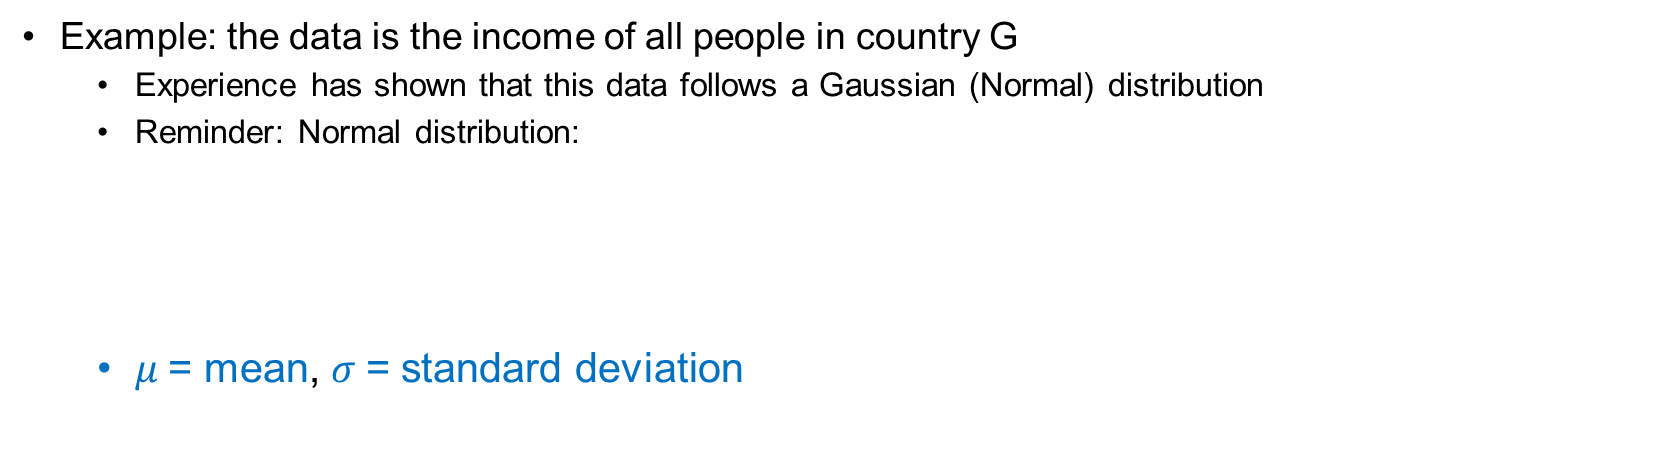 • Example: the data is the income of all people in country G
• Experience has shown that this data follows a Gaussian (Normal) distribution
• Reminder: Normal distribution:
• μ = mean, σ = standard deviation